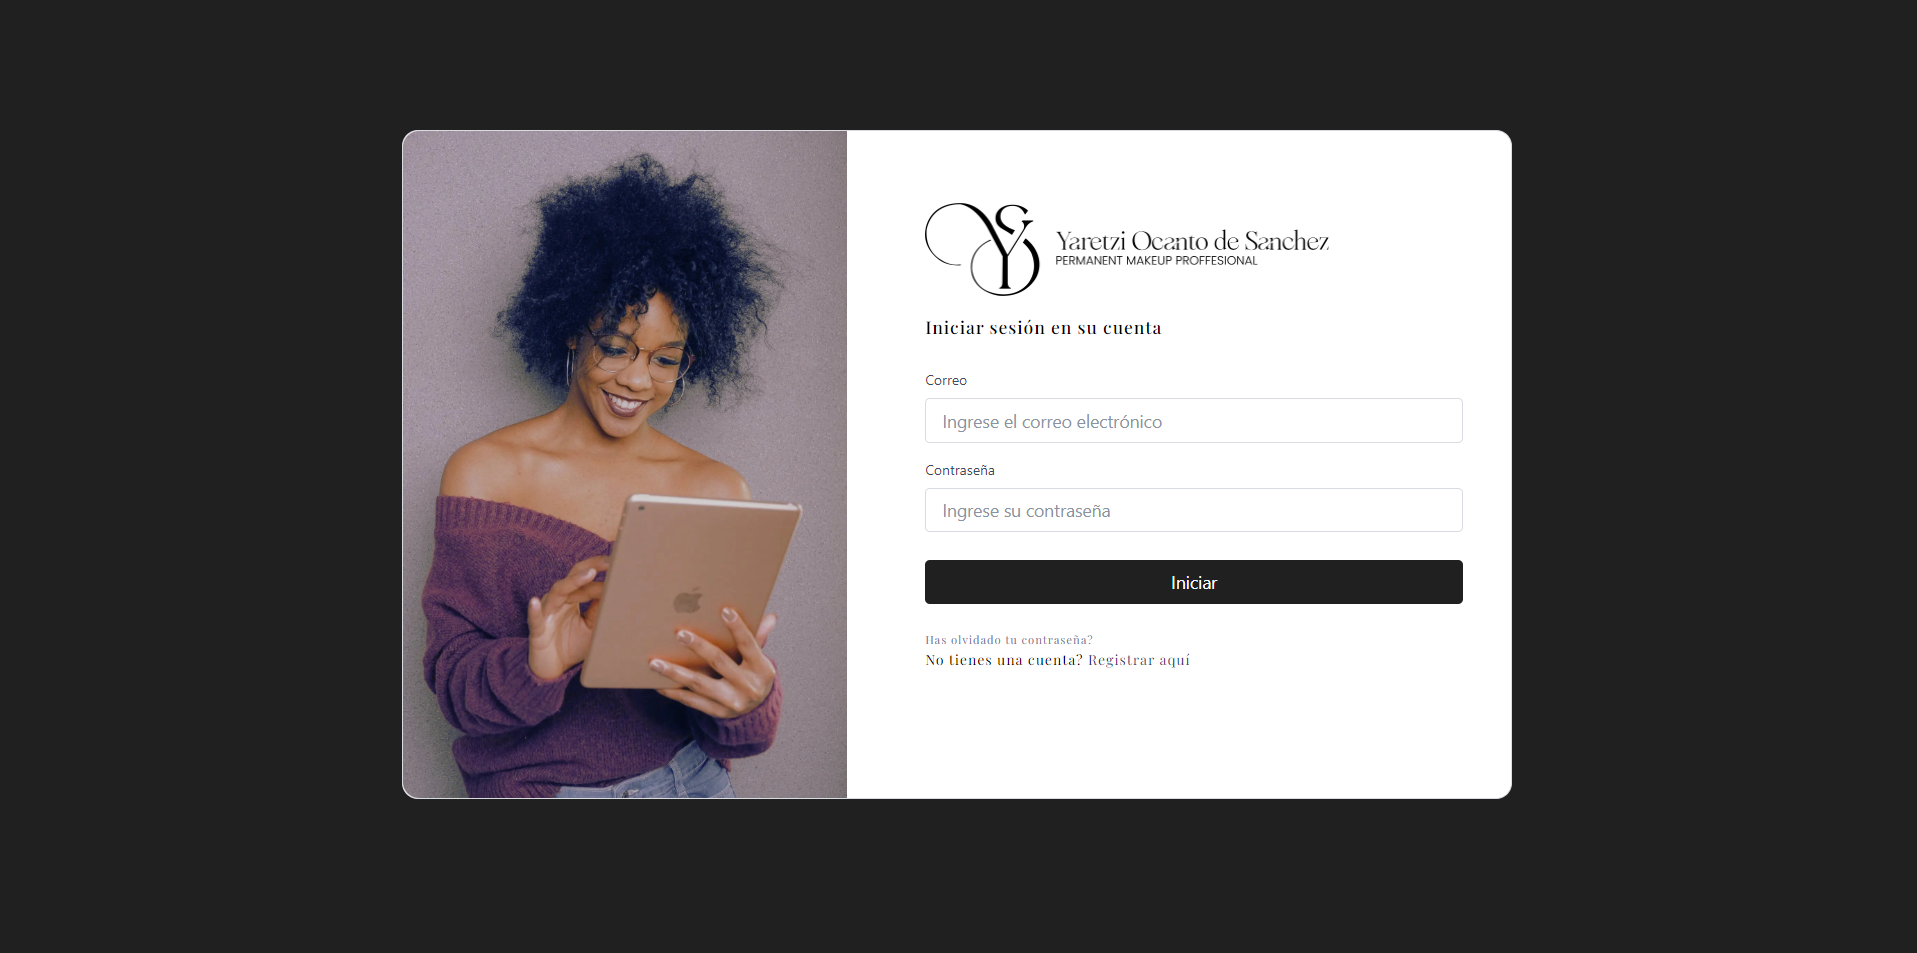 Yaretzi Ocanto de Sanchez
PERMANENT MAKEUP PROFFESIONAL
Iniciar sesión en su cuenta
Correo
Ingrese el correo electrónico
Contraseña
Ingrese su contraseña
Iniciar
Has olvidado tu contraseña?
No tienes una cuenta? Registrar aquí